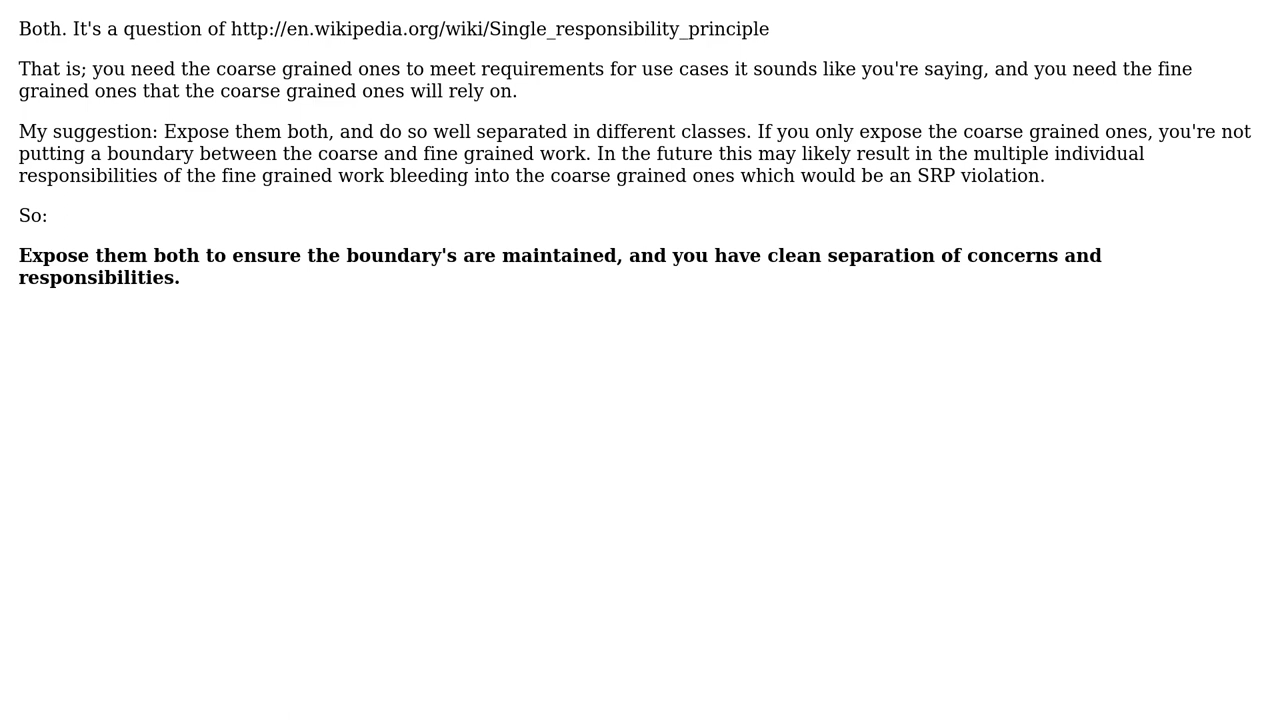 Both. It's a question of http://en.wikipedia.org/wiki/Single_responsibility_principle
That is; you need the coarse grained ones to meet requirements for use cases it sounds like you're saying, and you need the fine
grained ones that the coarse grained ones will rely on.
My suggestion: Expose them both, and do so well separated in different classes. If you only expose the coarse grained ones, you're not
putting a boundary between the coarse and fine grained work. In the future this may likely result in the multiple individual
responsibilities of the fine grained work bleeding into the coarse grained ones which would be an SRP violation.
So:
Expose them both to ensure the boundary's are maintained, and you have clean separation of concerns and
responsibilities.